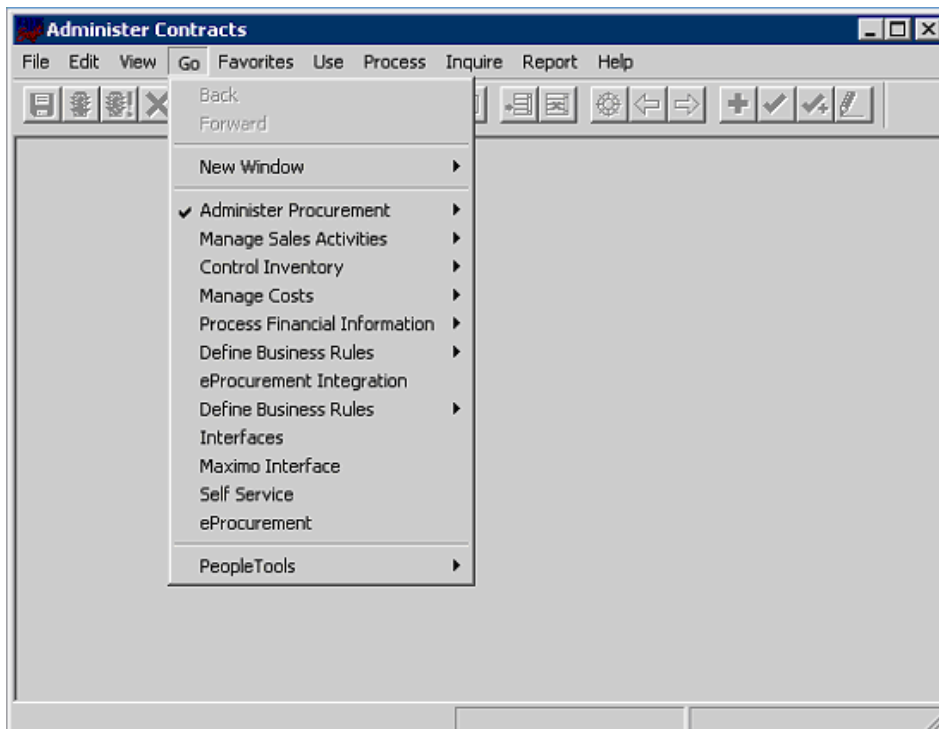 Administer Contracts
File Edit View Go Favorites Use Process Inquire Report Help
Back
Forward
New Window
Administer Procurement
Manage Sales Activities
Control Inventory
Manage Costs
Process Financial Information
Define Business Rules
eProcurement Integration
Define Business Rules
Interfaces
Maximo Interface
Self Service
eProcurement
PeopleTools